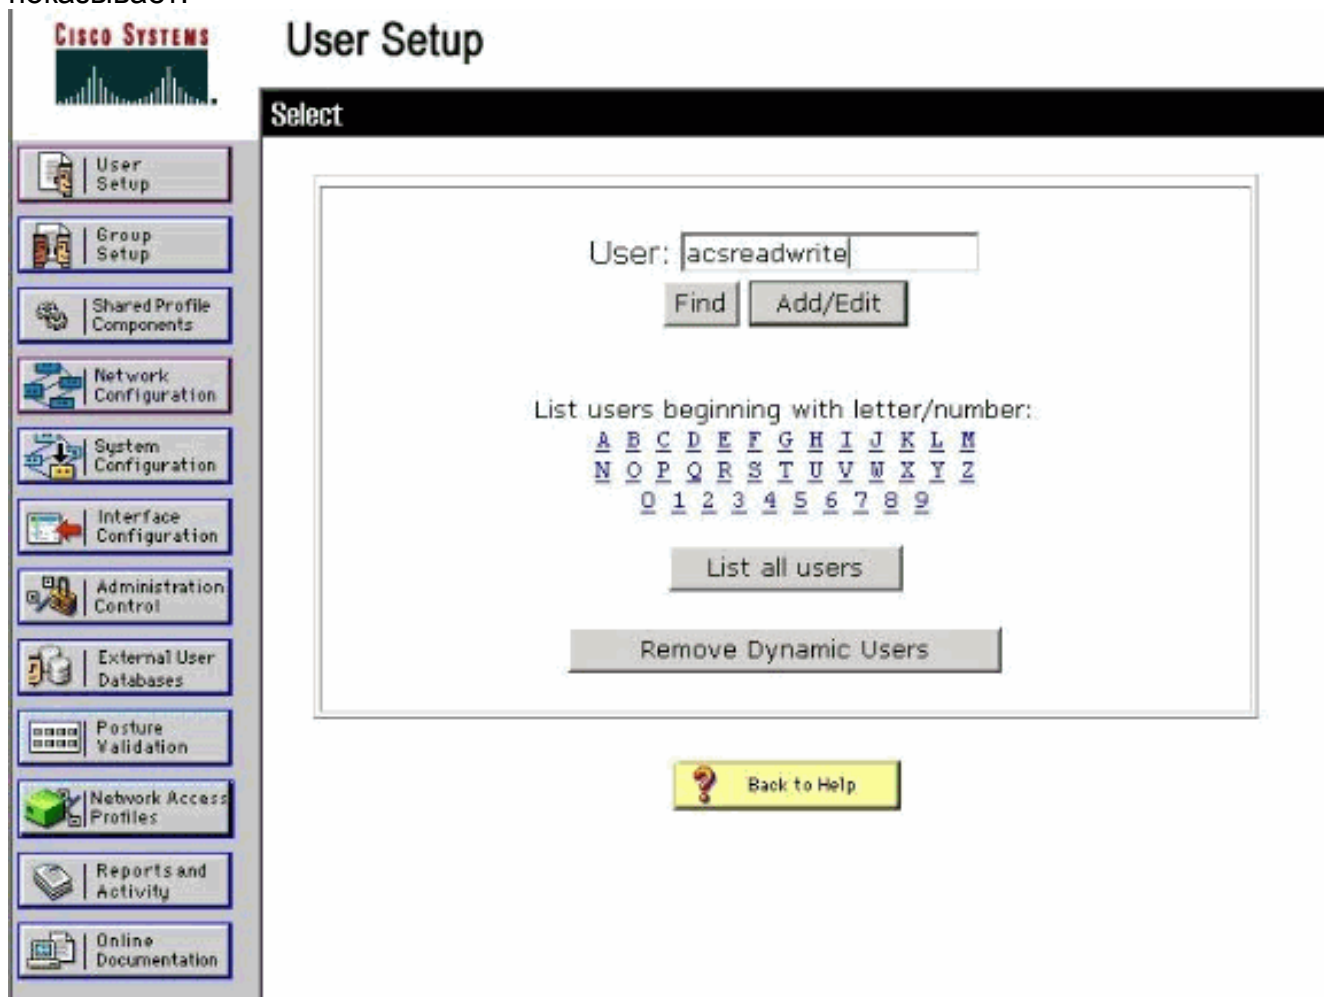 показывает.
CISCO SYSTEMS
User Setup
Select
User
Setup
Group
Setup
Shared Profile
Components
Network
Configuration
System
Configuration
Interface
Configuration
Administration
Control
External User
Databases
Posture
Validation
Network Access
Profiles
Reports and
Activity
Online
Documentation
User: acsreadwrite
Find Add/Edit
List users beginning with letter/number:
A B C D E F G H I J K L M
N O P Q R S T U V W X Y Z
0 1 2 3 4 5 6 7 8 9
List all users
Remove Dynamic Users
? Back to Help